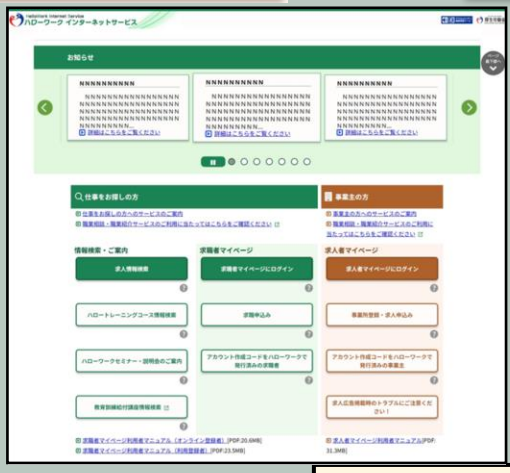 Hellowork Internet Service
ハローワーク インターネットサービス
お知らせ
NNNNNNNNNN
NNNNNNNNNNNNNNNNN
NNNNNNNNNNNNNNNNN
NNNNNNNNNNNNNNNNN
NNNNNNNNN...
詳細はこちらをご覧ください
NNNNNNNNNN
NNNNNNNNNNNNNNNNN
NNNNNNNNNNNNNNNNN
NNNNNNNNNNNNNNNNN
NNNNNNNNN...
詳細はこちらをご覧ください
NNNNNNNNNN
NNNNNNNNNNNNNNNNN
NNNNNNNNNNNNNNNNN
NNNNNNNNNNNNNNNNN
NNNNNNNNN...
詳細はこちらをご覧ください
仕事をお探しの方
仕事をお探しの方へのサービスのご案内
職業相談・職業紹介サービスのご利用に当たってはこちらをご確認ください
情報検索・ご案内
求人情報検索
ハロートレーニングコース情報検索
ハローワークセミナー・説明会のご案内
教育訓練給付講座情報検索
求職者マイページ
求職者マイページにログイン
求職申込み
アカウント作成コードをハローワークで
発行済みの求職者
求職者マイページ利用者マニュアル（オンライン登録者）[PDF:20.6MB]
求職者マイページ利用者マニュアル（利用登録者）[PDF:23.5MB]
事業主の方
事業主の方へのサービスのご案内
職業相談・職業紹介サービスのご利用に
当たってはこちらをご確認ください
求人者マイページ
求人者マイページにログイン
事業所登録・求人申込み
アカウント作成コードをハローワークで
発行済みの事業主
求人広告掲載時のトラブルにご注意くだ
さい！
求人者マイページ利用者マニュアル[PDF:
31.3MB]